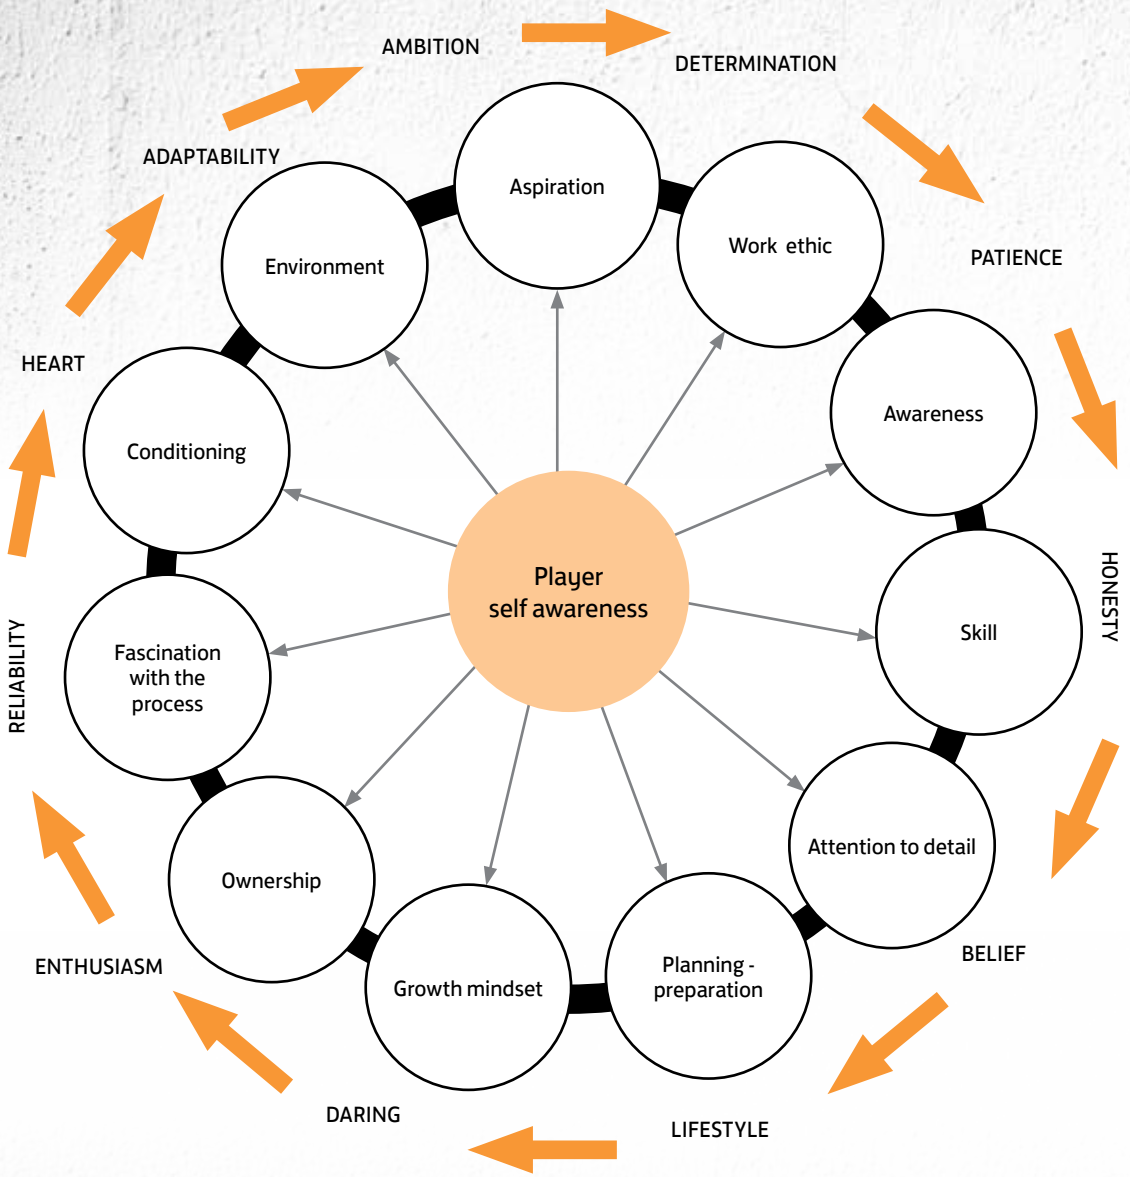 AMBITION
DETERMINATION
ADAPTABILITY
Aspiration
Work ethic
PATIENCE
Environment
HEART
Awareness
Conditioning
HONESTY
Player
self awareness
Skill
RELIABILITY
Fascination
with the
process
Attention to detail
Ownership
BELIEF
ENTHUSIASM
Planning -
preparation
Growth mindset
DARING
LIFESTYLE